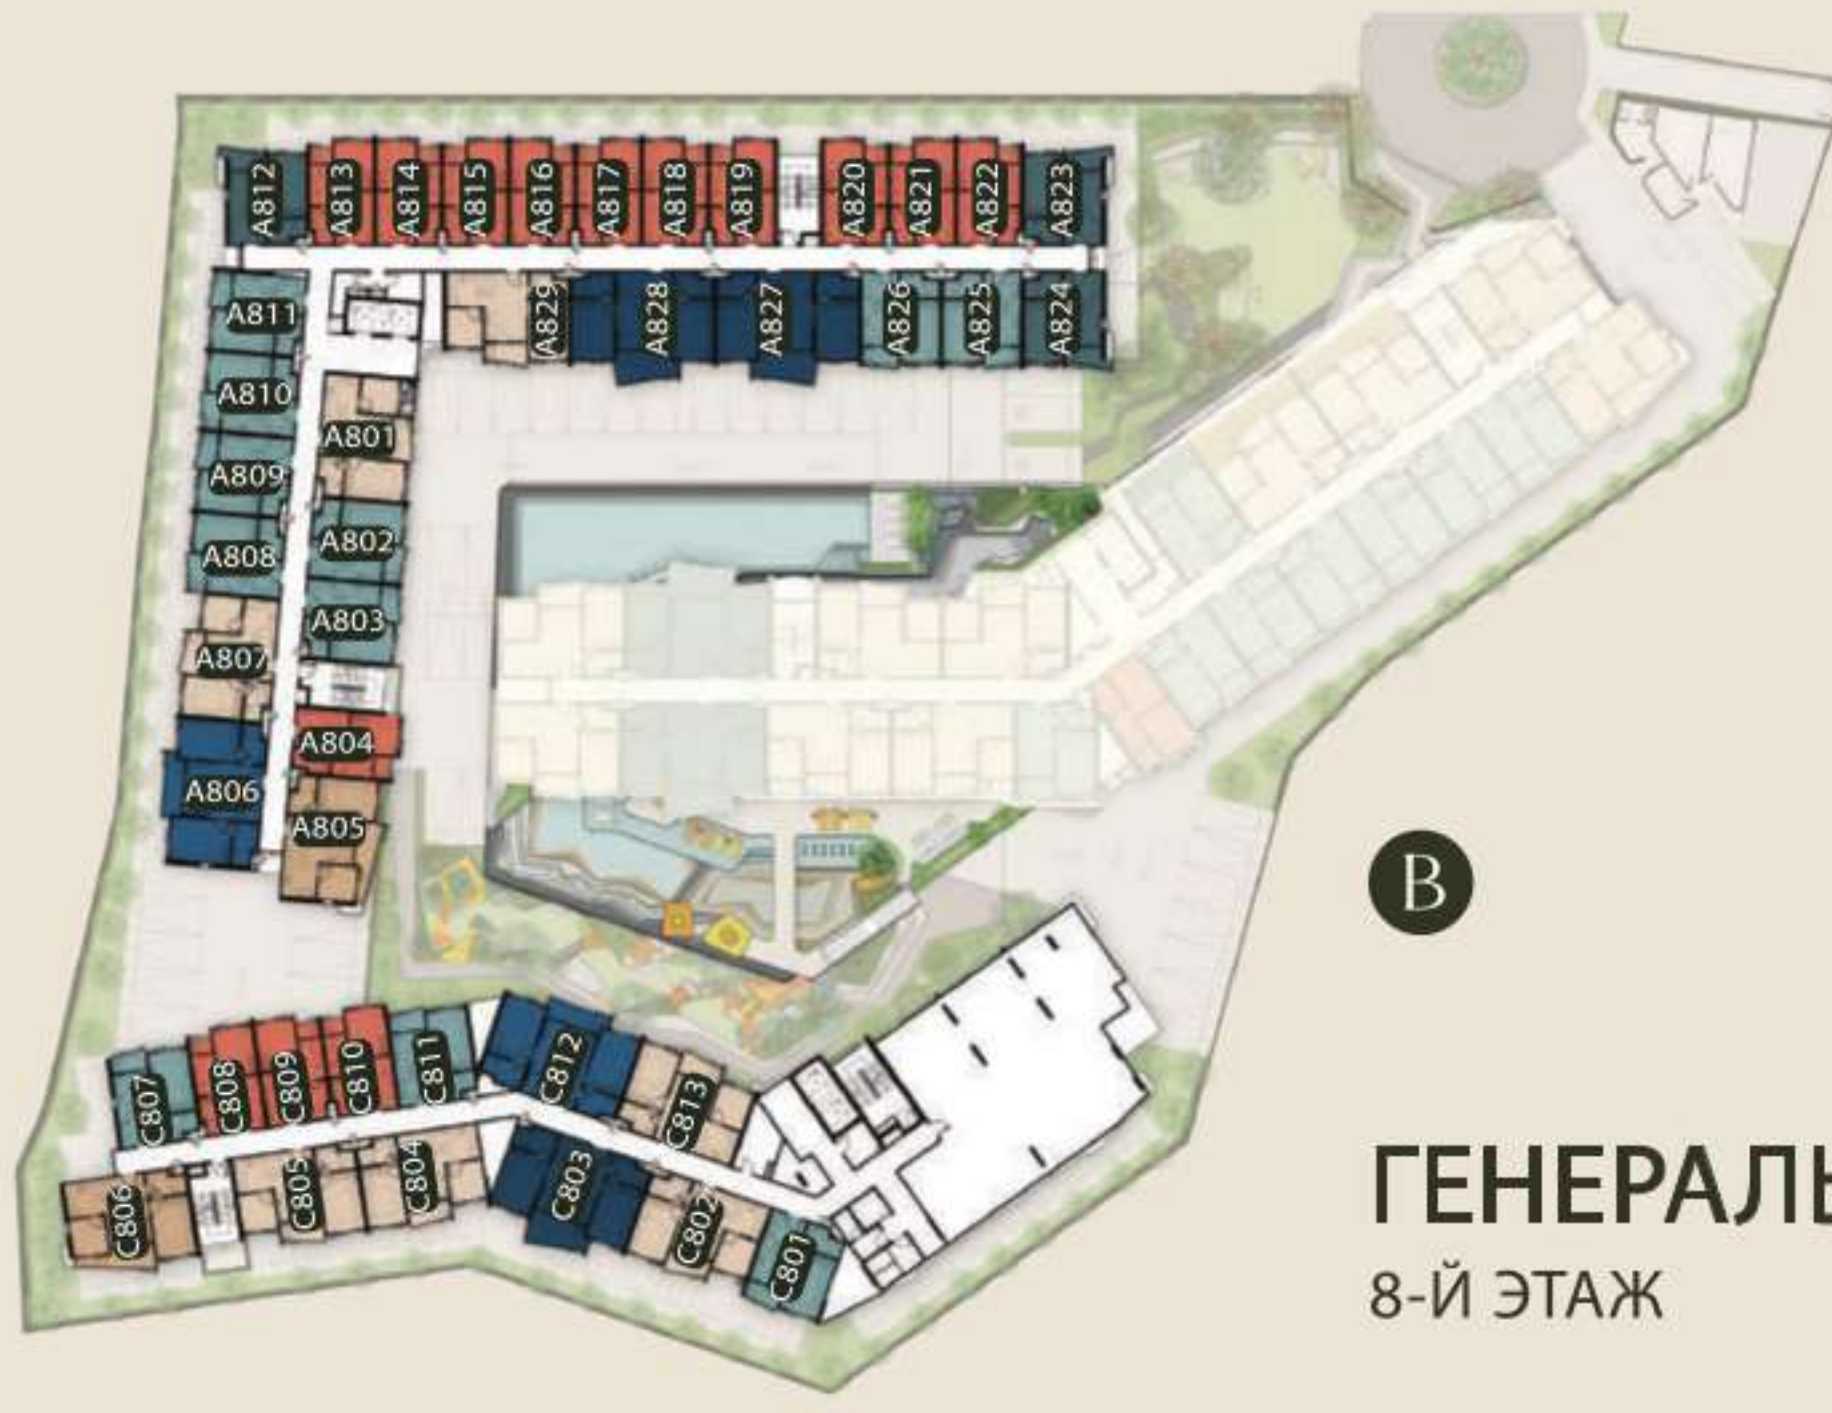 A812 A813 A814 A815 A816 A817 A818 A819 A820 A821 A822 A823
A811 A829 A828 A827 A826 A825 A824
A810
A801
A809
A802
A808
A803
A807
A804
A806
A805
B
C807 C808 C809 C810 C811 C812 C813
C806 C805 C804 C803 C802 C801
ГЕНЕРАЛЬ
8-Й ЭТАЖ